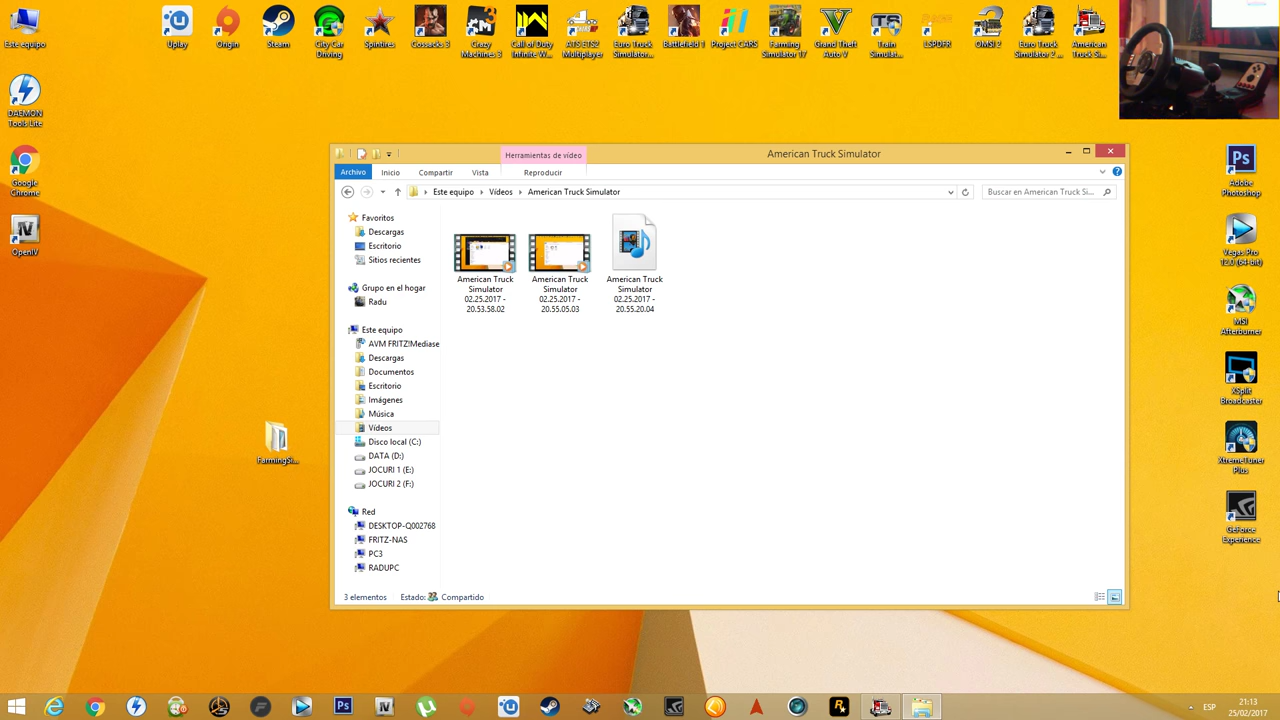 Este equipo
Uplay
Origin
Steam
City Car
Driving
Spintires
Cossacks 3
Crazy
Machines 3
Call of Duty
Infinite W...
ATS ETS2
Multiplayer
Euro Truck
Simulator...
Battlefield 1
Project CARS
Farming
Simulator 17
Grand Theft
Auto V
Train
Simulat...
LSPDFR
OMSI 2
Euro Truck
Simulator 2 ...
American
Truck Si...
DAEMON
Tools Lite
Google
Chrome
OpenIV
FarmingSi...
Adobe
Photoshop
Vegas Pro
12.0 (64-bit)
MSI
Afterburner
XSplit
Broadcaster
XtremeTuner
Plus
GeForce
Experience
Herramientas de vídeo
American Truck Simulator
Archivo
Inicio
Compartir
Vista
Reproducir
Este equipo
Vídeos
American Truck Simulator
Buscar en American Truck Si...
Favoritos
Descargas
Escritorio
Sitios recientes
Grupo en el hogar
Radu
Este equipo
AVM FRITZ!Mediase
Descargas
Documentos
Escritorio
Imágenes
Música
Vídeos
Disco local (C:)
DATA (D:)
JOCURI 1 (E:)
JOCURI 2 (F:)
Red
DESKTOP-Q002768
FRITZ-NAS
PC3
RADUPC
American Truck
Simulator
02.25.2017 -
20.53.58.02
American Truck
Simulator
02.25.2017 -
20.55.05.03
American Truck
Simulator
02.25.2017 -
20.55.20.04
3 elementos
Estado:
Compartido
ESP
21:13
25/02/2017